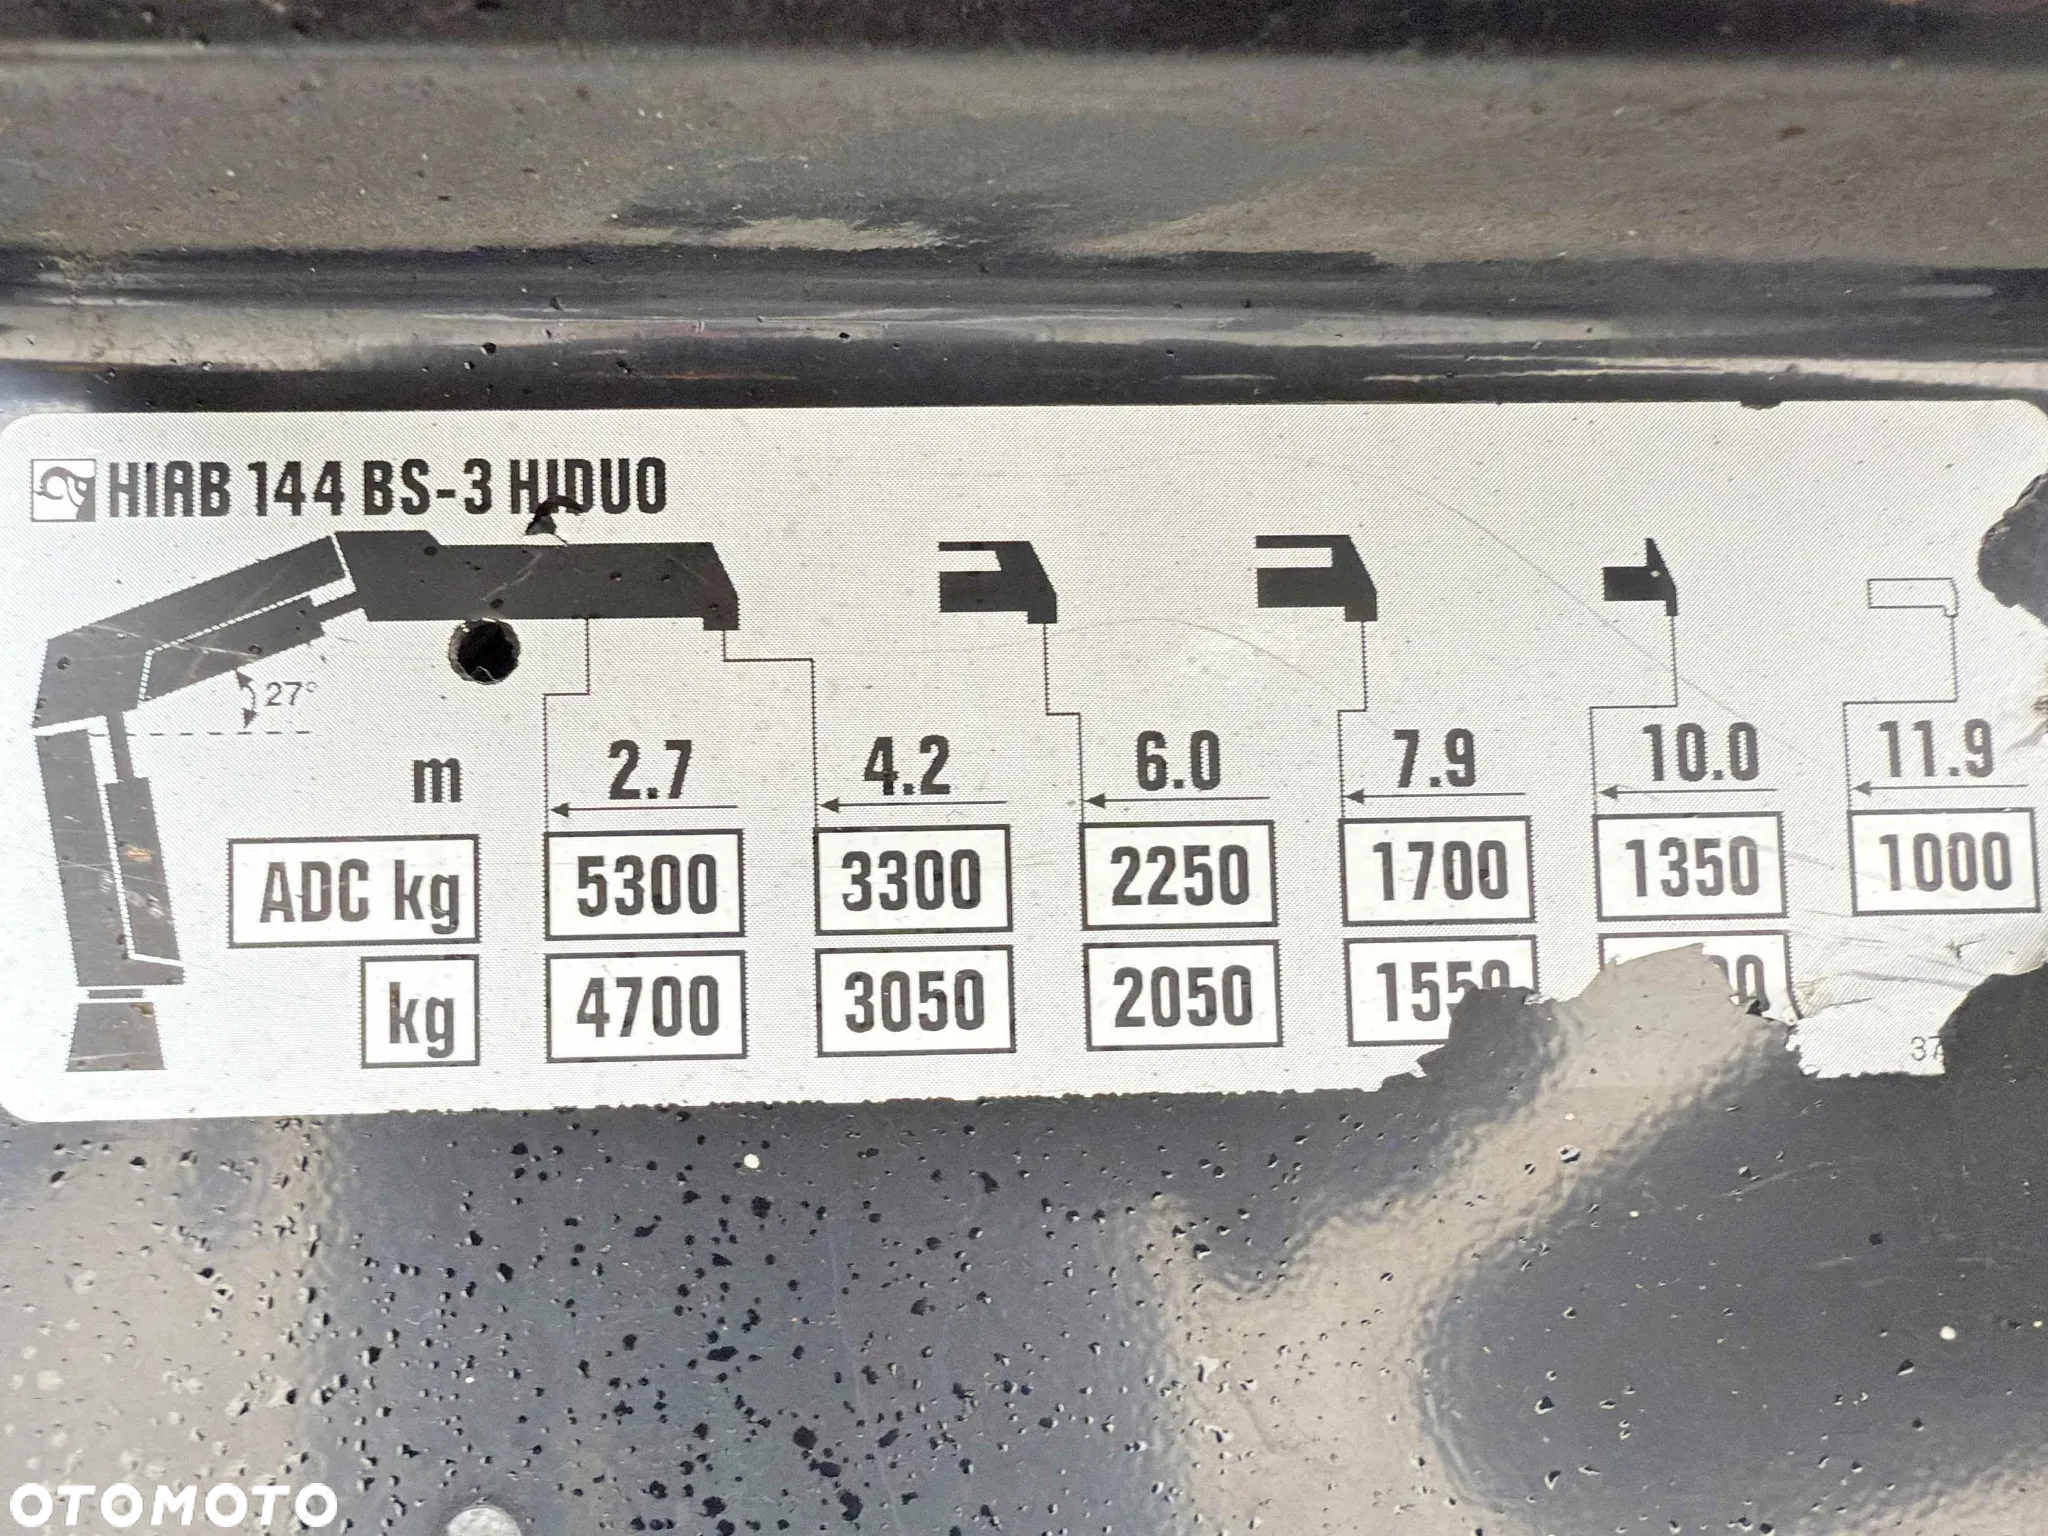 HIAB 144 BS-3 HIDUO
27°
m 2.7 4.2 6.0 7.9 10.0 11.9
ADC kg 5300 3300 2250 1700 1350 1000
kg 4700 3050 2050 1550
OTOMOTO